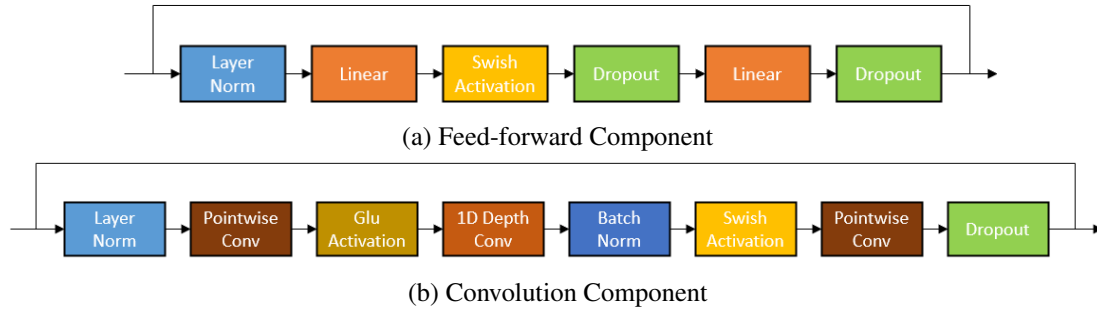 Layer
Norm
Linear
Swish
Activation
Dropout
Linear
Dropout
(a) Feed-forward Component
Layer
Norm
Pointwise
Conv
Glu
Activation
1D Depth
Conv
Batch
Norm
Swish
Activation
Pointwise
Conv
Dropout
(b) Convolution Component